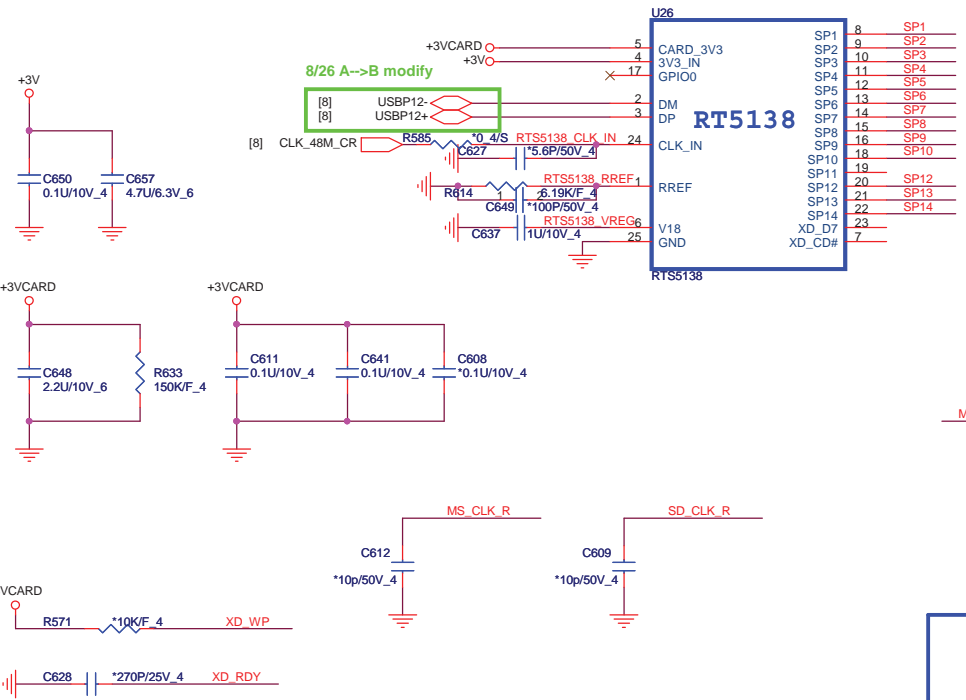 U26
+3VCARD
+3V
5 CARD_3V3
4 3V3_IN
17 GPIO0
8/26 A-->B modify
[8] USBP12-
[8] USBP12+
2 DM
3 DP
RT5138
[8] CLK_48M_CR
R585 *0_4/S RTS5138_CLK_IN
24 CLK_IN
C627 *5.6P/50V_4
RTS5138_RREF
1 RREF
R614 1 2 6.19K/F_4
C649 *100P/50V_4
RTS5138_VREG
6 V18
C637 1U/10V_4
25 GND
RTS5138
SP1 8 SP1
SP2 9 SP2
SP3 10 SP3
SP4 11 SP4
SP5 12 SP5
SP6 13 SP6
SP7 14 SP7
SP8 15 SP8
SP9 16 SP9
SP10 18 SP10
SP11 19
SP12 20 SP12
SP13 21 SP13
SP14 22 SP14
XD_D7 23
XD_CD# 7
+3V
C650
0.1U/10V_4
C657
4.7U/6.3V_6
+3VCARD
C648
2.2U/10V_6
R633
150K/F_4
+3VCARD
C611
0.1U/10V_4
C641
0.1U/10V_4
C608
*0.1U/10V_4
M
MS_CLK_R
C612
*10p/50V_4
SD_CLK_R
C609
*10p/50V_4
VCARD
R571 *10K/F_4 XD_WP
C628 *270P/25V_4 XD_RDY